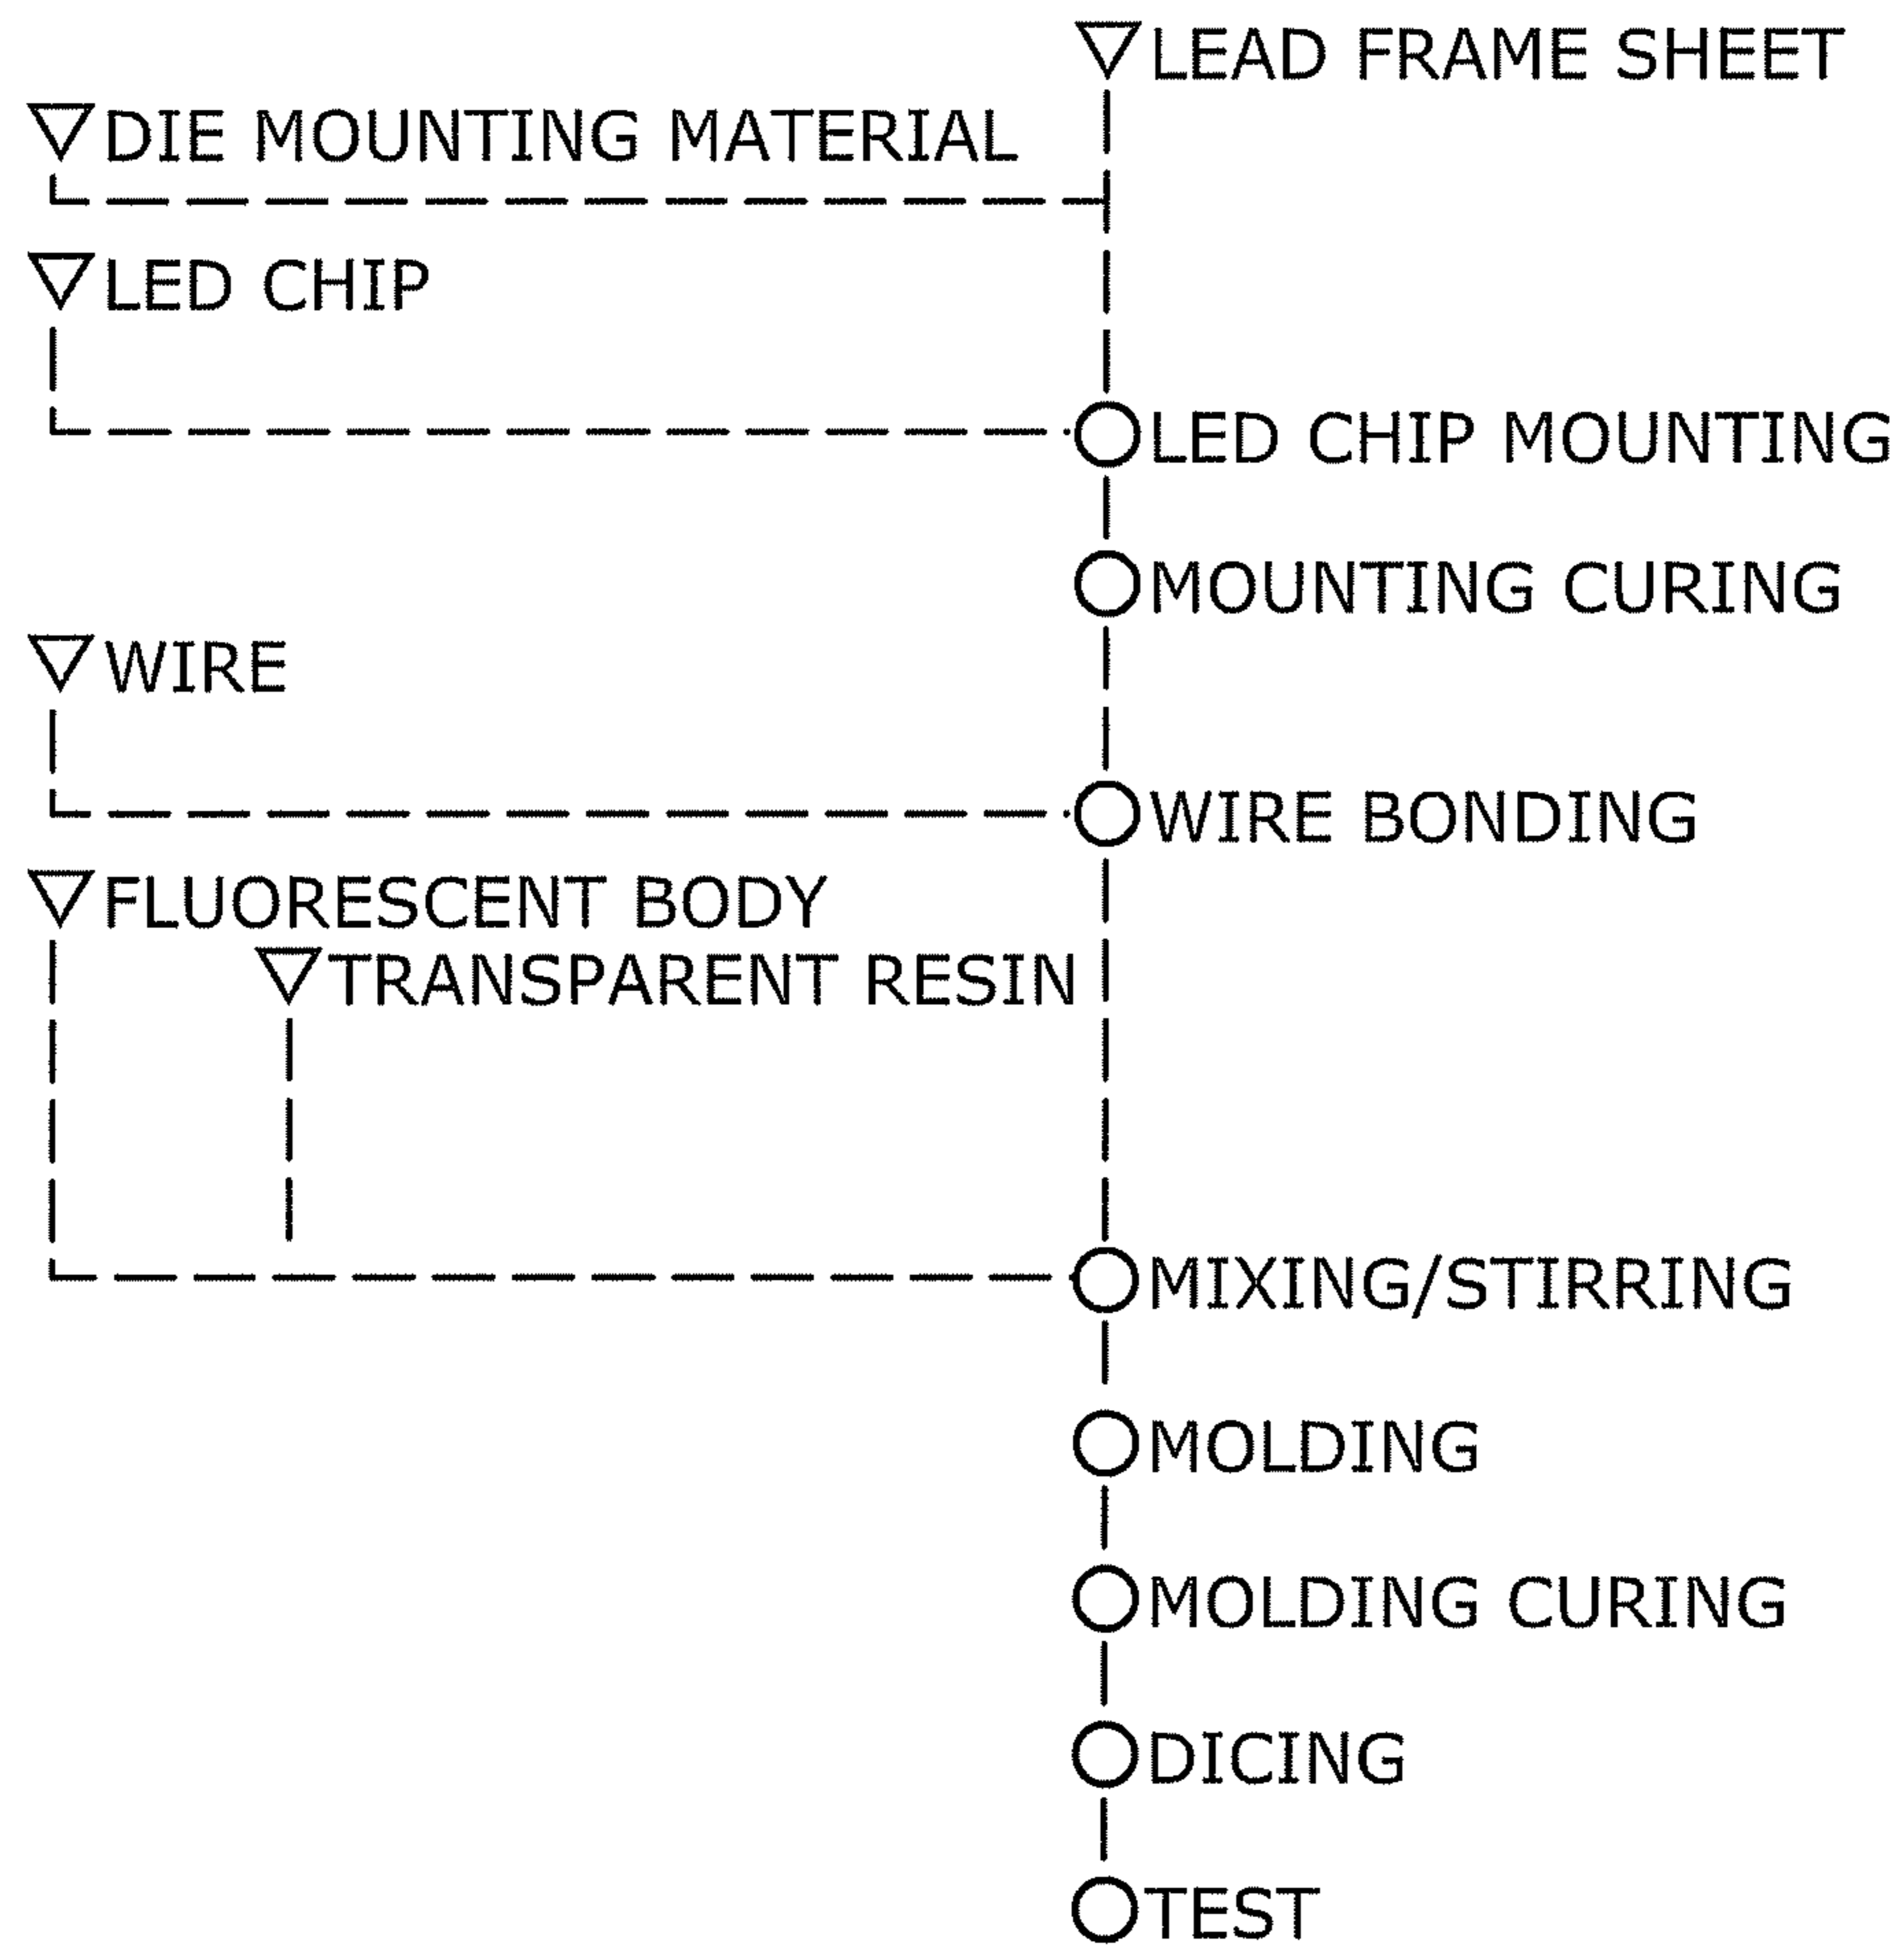 LEAD FRAME SHEET
DIE MOUNTING MATERIAL
LED CHIP
LED CHIP MOUNTING
MOUNTING CURING
WIRE
WIRE BONDING
FLUORESCENT BODY
TRANSPARENT RESIN
MIXING/STIRRING
MOLDING
MOLDING CURING
DICING
TEST